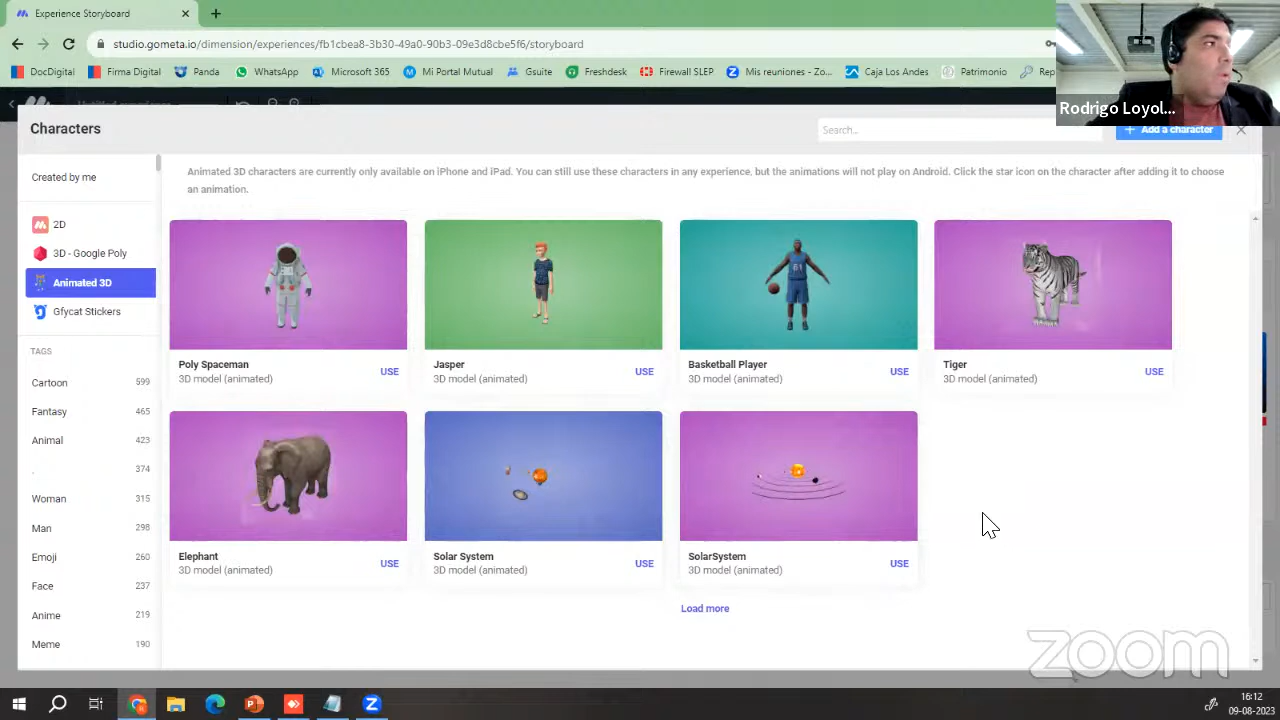 Experience Storyboard
studio.gometa.io/dimension/experiences/fb1cbea8-3b30-49a0-9813-09e3d8cbe5f6/storyboard
DocDigital
Firma Digital
Panda
WhatsApp
Microsoft 365
Mi Portal Mutual
Gsuite
Freshdesk
Firewall SLEP
Mis reuniones - Zo...
Caja Los Andes
Patrimonio
Rep
Rodrigo Loyol...
Characters
Search...
Add a character
Created by me
2D
3D - Google Poly
Animated 3D
Gfycat Stickers
TAGS
Cartoon 599
Fantasy 465
Animal 423
. 374
Woman 315
Man 298
Emoji 260
Face 237
Anime 219
Meme 190
Animated 3D characters are currently only available on iPhone and iPad. You can still use these characters in any experience, but the animations will not play on Android. Click the star icon on the character after adding it to choose
an animation.
Poly Spaceman
3D model (animated)
USE
Jasper
3D model (animated)
USE
Basketball Player
3D model (animated)
USE
Tiger
3D model (animated)
USE
Elephant
3D model (animated)
USE
Solar System
3D model (animated)
USE
SolarSystem
3D model (animated)
USE
Load more
zoom
16:12
09-08-2023